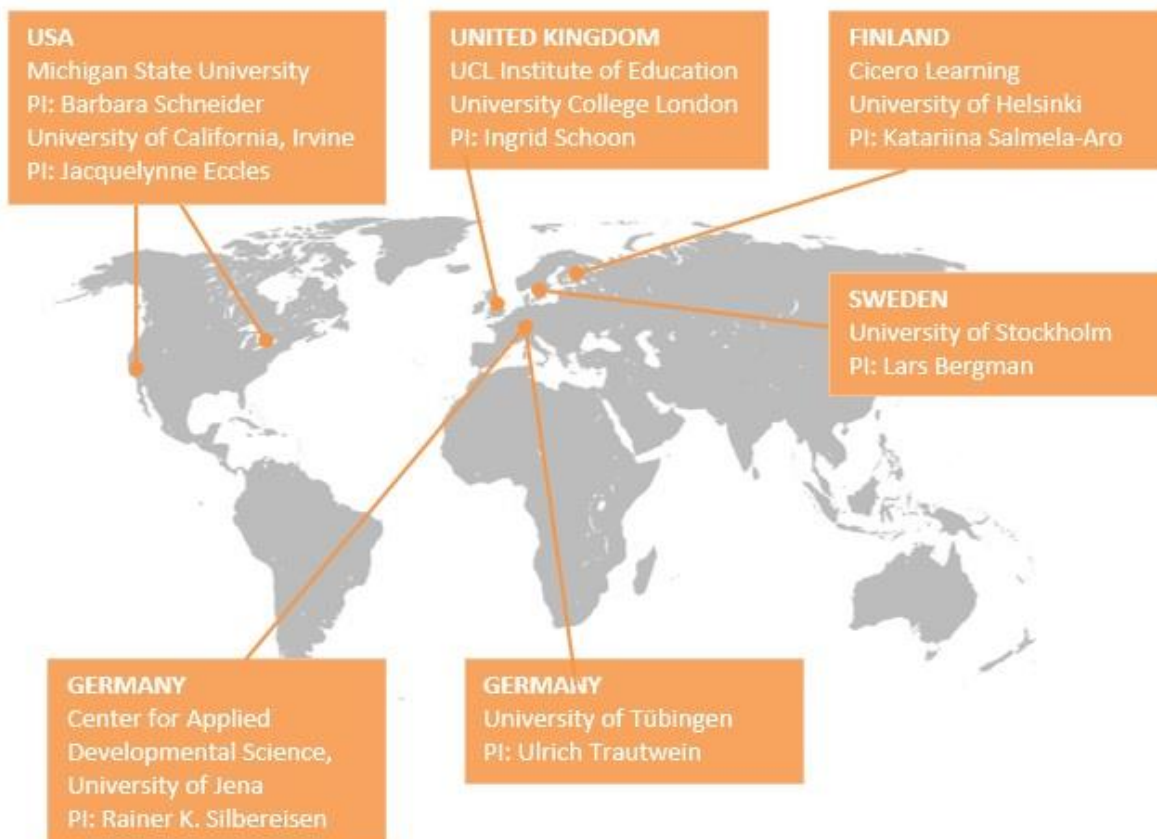 USA
Michigan State University
PI: Barbara Schneider
University of California, Irvine
PI: Jacquelynne Eccles
UNITED KINGDOM
UCL Institute of Education
University College London
PI: Ingrid Schoon
FINLAND
Cicero Learning
University of Helsinki
PI: Katariina Salmela-Aro
SWEDEN
University of Stockholm
PI: Lars Bergman
GERMANY
Center for Applied
Developmental Science,
University of Jena
PI: Rainer K. Silbereisen
GERMANY
University of Tübingen
PI: Ulrich Trautwein